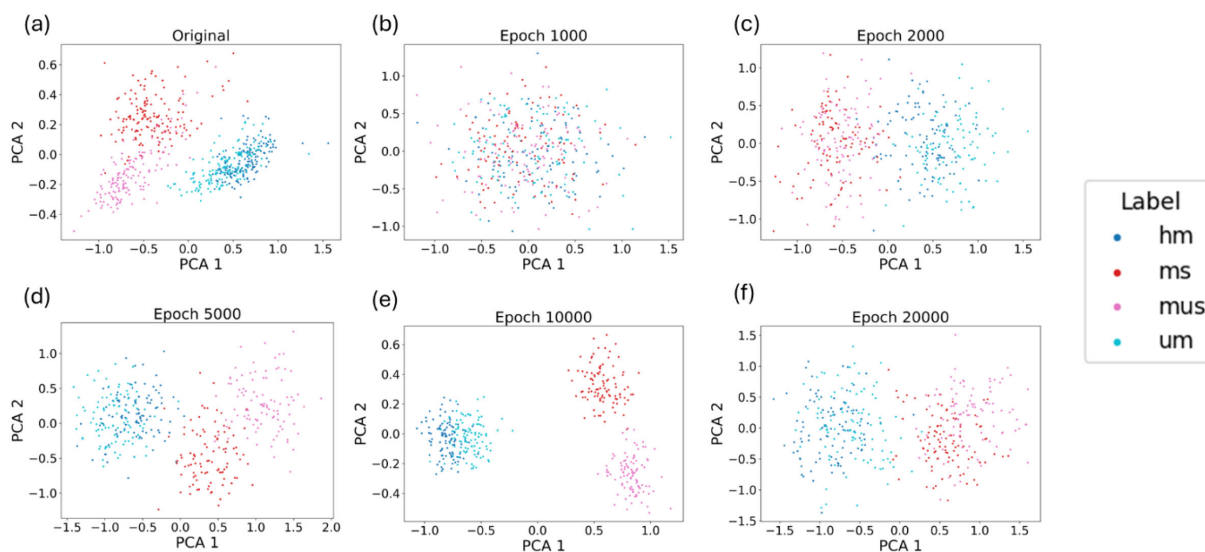 (a)
Original
0.6
0.4
0.2
0.0
−0.2
−0.4
PCA 2
−1.0 −0.5 0.0 0.5 1.0 1.5
PCA 1
(b)
Epoch 1000
1.0
0.5
0.0
−0.5
−1.0
PCA 2
−1.0 −0.5 0.0 0.5 1.0 1.5
PCA 1
(c)
Epoch 2000
1.0
0.5
0.0
−0.5
−1.0
PCA 2
−1.0 −0.5 0.0 0.5 1.0 1.5
PCA 1
(d)
Epoch 5000
1.0
0.5
0.0
−0.5
−1.0
PCA 2
−1.5 −1.0 −0.5 0.0 0.5 1.0 1.5 2.0
PCA 1
(e)
Epoch 10000
0.6
0.4
0.2
0.0
−0.2
−0.4
PCA 2
−1.0 −0.5 0.0 0.5 1.0
PCA 1
(f)
Epoch 20000
1.5
1.0
0.5
0.0
−0.5
−1.0
−1.5
PCA 2
−1.5 −1.0 −0.5 0.0 0.5 1.0 1.5
PCA 1
Label
hm
ms
mus
um